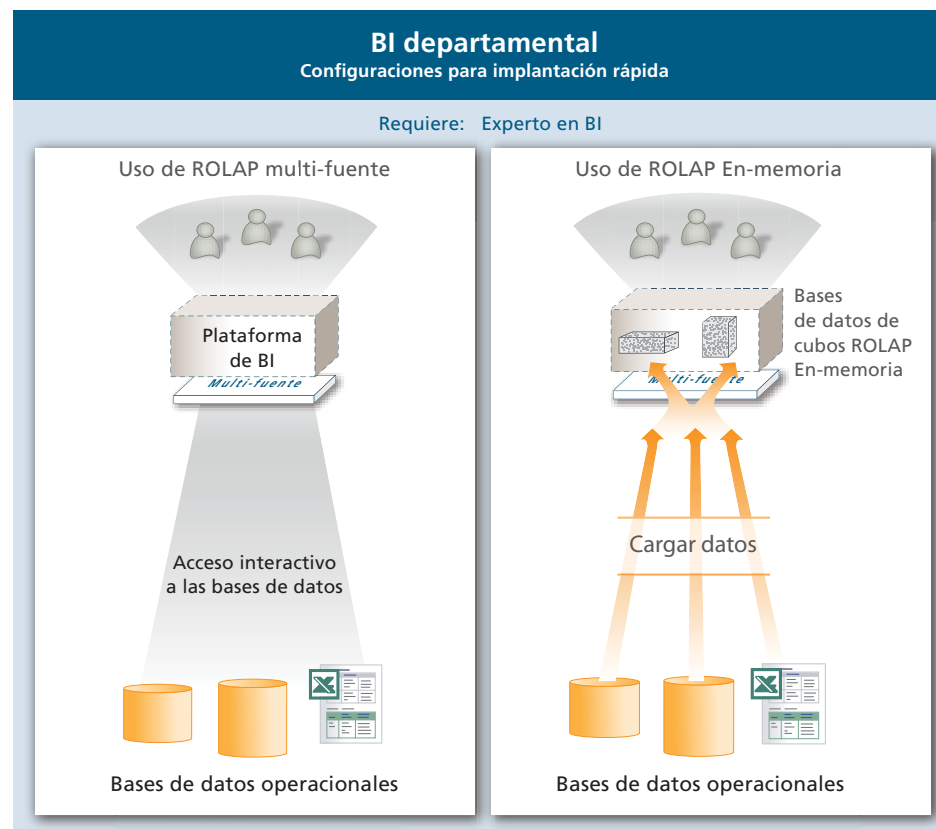 BI departamental
Configuraciones para implantación rápida
Requiere: Experto en BI
Uso de ROLAP multi-fuente
Plataforma
de BI
Multi-fuente
Acceso interactivo
a las bases de datos
Bases de datos operacionales
Uso de ROLAP En-memoria
Bases
de datos de
cubos ROLAP
En-memoria
Multi-fuente
Cargar datos
Bases de datos operacionales